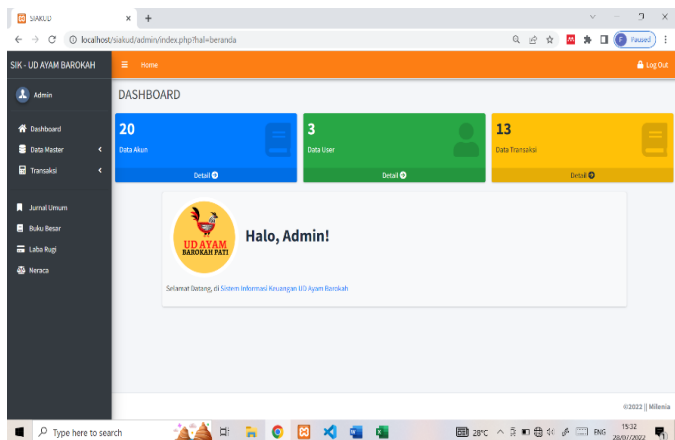 SIAKUD
localhost/siakud/admin/index.php?hal=beranda
Paused
SIK - UD AYAM BAROKAH
Home
Log Out
Admin
DASHBOARD
Dashboard
Data Master
Transaksi
Jurnal Umum
Buku Besar
Laba Rugi
Neraca
20
Data Akun
Detail
3
Data User
Detail
13
Data Transaksi
Detail
UD AYAM
BAROKAH PATI
Halo, Admin!
Selamat Datang, di Sistem Informasi Keuangan UD Ayam Barokah
©2022 || Milenia
Type here to search
28°C
ENG
15:32
28/07/2022